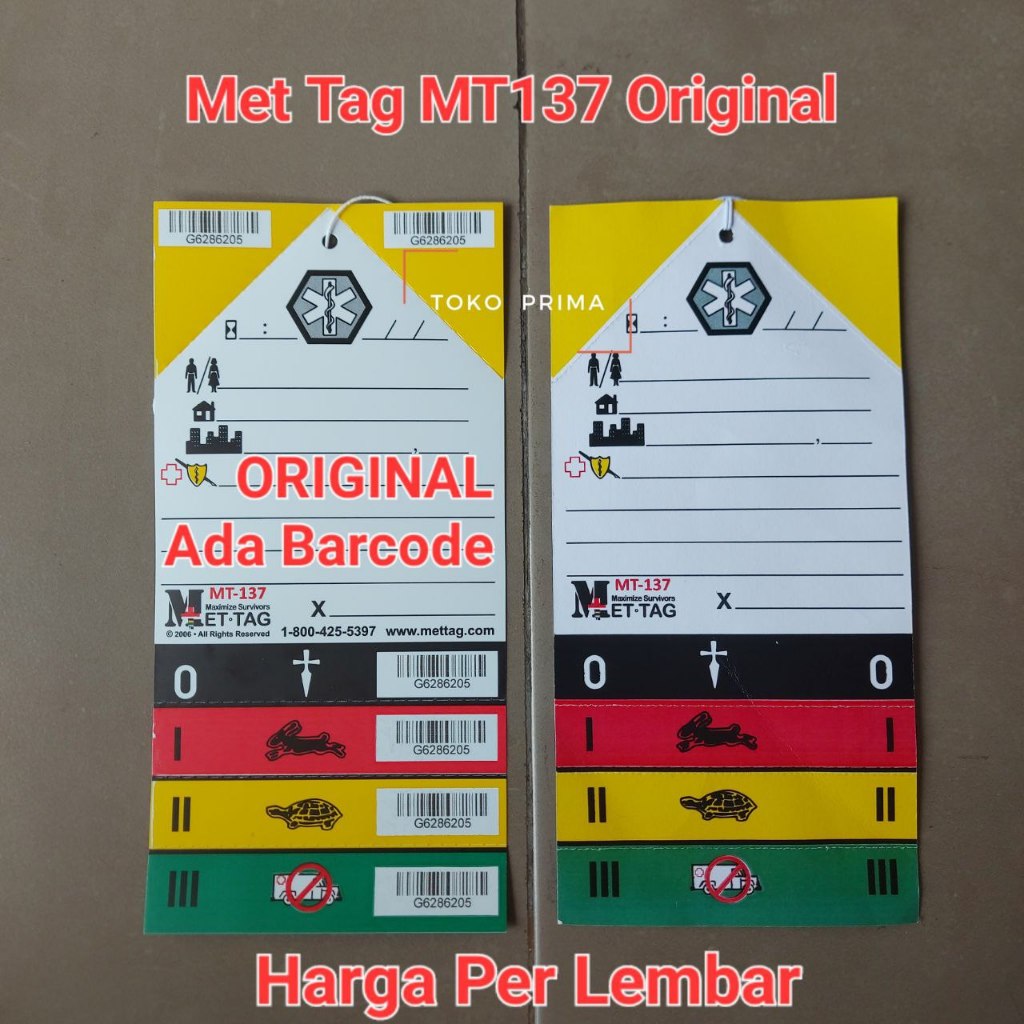 Met Tag MT137 Original
G6286205
G6286205
TOKO PRIMA
: / /
: / /
,
,
ORIGINAL
Ada Barcode
MT-137
Maximize Survivors
MET·TAG
© 2006 • All Rights Reserved
X
1-800-425-5397 www.mettag.com
MT-137
Maximize Survivors
MET·TAG
X
0
G6286205
0
0
I
G6286205
I
I
II
G6286205
II
II
III
G6286205
III
III
Harga Per Lembar